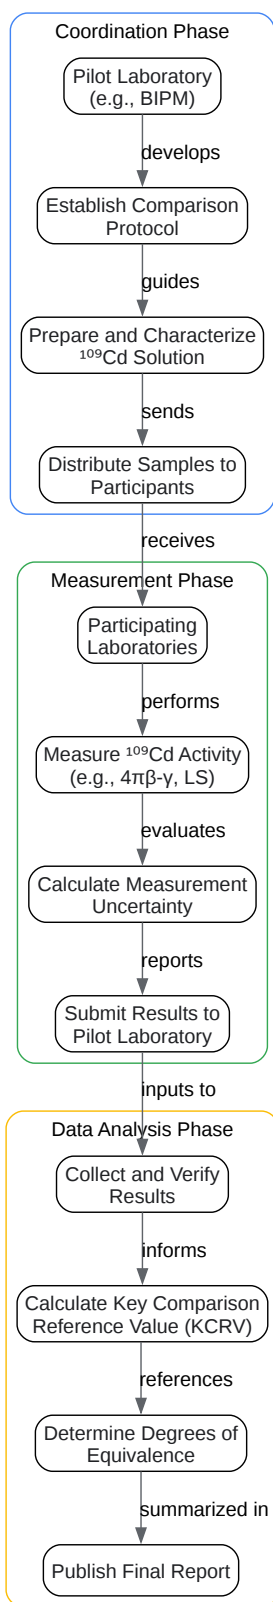 Coordination Phase
Pilot Laboratory
(e.g., BIPM)
develops
Establish Comparison
Protocol
guides
Prepare and Characterize
¹⁰⁹Cd Solution
sends
Distribute Samples to
Participants
receives
Measurement Phase
Participating
Laboratories
performs
Measure ¹⁰⁹Cd Activity
(e.g., 4πβ-γ, LS)
evaluates
Calculate Measurement
Uncertainty
reports
Submit Results to
Pilot Laboratory
inputs to
Data Analysis Phase
Collect and Verify
Results
informs
Calculate Key Comparison
Reference Value (KCRV)
references
Determine Degrees of
Equivalence
summarized in
Publish Final Report